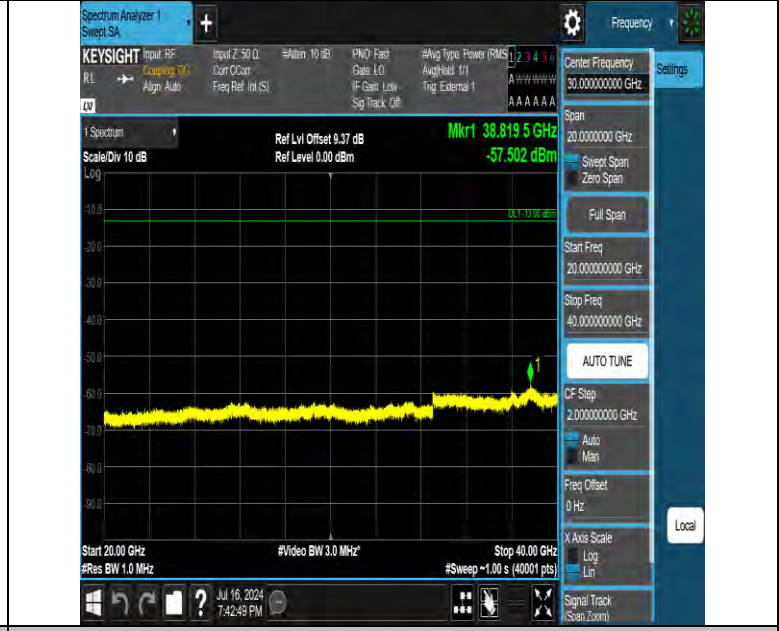 Spectrum Analyzer 1
Swept SA
+
Frequency
KEYSIGHT
RL
LXI
Input: RF
Coupling: DC
Align: Auto
Input Z: 50 Ω
Corr CCorr
Freq Ref: Int (S)
#Atten: 10 dB
PNO: Fast
Gate: LO
IF Gain: Low
Sig Track: Off
#Avg Type: Power (RMS
Avg|Hold: 1/1
Trig: External 1
1 2 3 4 5 6
A W W W W W
A A A A A A
Settings
Center Frequency
30.000000000 GHz
Span
20.0000000 GHz
Swept Span
Zero Span
Full Span
Start Freq
20.000000000 GHz
Stop Freq
40.000000000 GHz
AUTO TUNE
CF Step
2.000000000 GHz
Auto
Man
Freq Offset
0 Hz
X Axis Scale
Log
Lin
Signal Track
(Span Zoom)
Local
1 Spectrum
Scale/Div 10 dB
Log
Ref Lvl Offset 9.37 dB
Ref Level 0.00 dBm
Mkr1 38.819 5 GHz
-57.502 dBm
DL1 -13.00 dBm
-10.0
-20.0
-30.0
-40.0
-50.0
-60.0
-70.0
-80.0
-90.0
1
Start 20.00 GHz
#Res BW 1.0 MHz
#Video BW 3.0 MHz*
Stop 40.00 GHz
#Sweep ~1.00 s (40001 pts)
?
Jul 16, 2024
7:42:49 PM